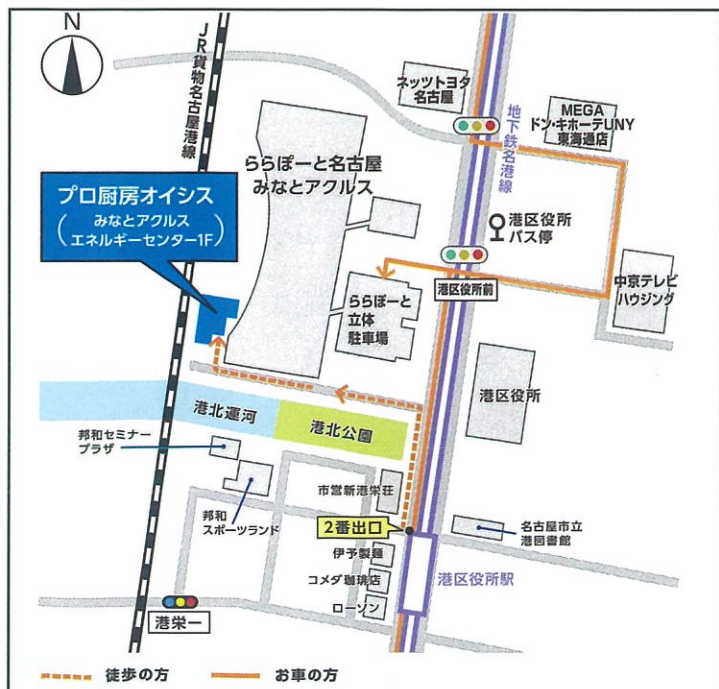 N
JR貨物名古屋港線
ネッツトヨタ
名古屋
地下鉄名港線
MEGA
ドン・キホーテUNY
東海通店
ららぽーと名古屋
みなとアクルス
プロ厨房オイシス
(みなとアクルス
エネルギーセンター1F)
港区役所
バス停
港区役所前
中京テレビ
ハウジング
ららぽーと
立体
駐車場
港区役所
港北運河
港北公園
邦和セミナー
プラザ
邦和
スポーツランド
市営新港栄荘
2番出口
名古屋市立
港図書館
伊予製麺
コメダ珈琲店
ローソン
港区役所駅
港栄一
徒歩の方
お車の方